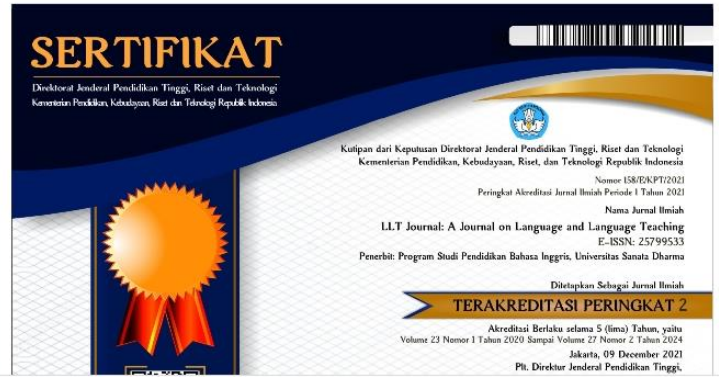 SERTIFIKAT
Direktorat Jenderal Pendidikan Tinggi, Riset dan Teknologi
Kementerian Pendidikan, Kebudayaan, Riset dan Teknologi Republik Indonesia
Kutipan dari Keputusan Direktorat Jenderal Pendidikan Tinggi, Riset dan Teknologi
Kementerian Pendidikan, Kebudayaan, Riset, dan Teknologi Republik Indonesia
Nomor 158/E/KPT/2021
Peringkat Akreditasi Jurnal Ilmiah Periode 1 Tahun 2021
Nama Jurnal Ilmiah
LLT Journal: A Journal on Language and Language Teaching
E-ISSN: 25799533
Penerbit: Program Studi Pendidikan Bahasa Inggris, Universitas Sanata Dharma
Ditetapkan Sebagai Jurnal Ilmiah
TERAKREDITASI PERINGKAT 2
Akreditasi Berlaku selama 5 (lima) Tahun, yaitu
Volume 23 Nomor 1 Tahun 2020 Sampai Volume 27 Nomor 2 Tahun 2024
Jakarta, 09 December 2021
Plt. Direktur Jenderal Pendidikan Tinggi,